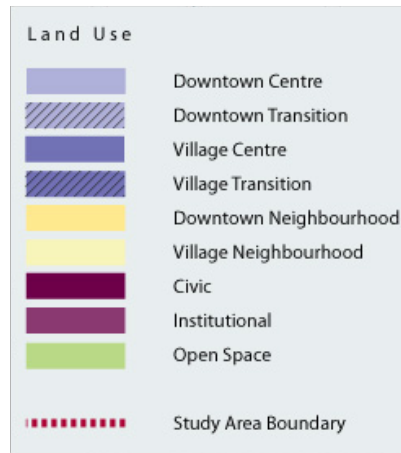 Land Use
Downtown Centre
Downtown Transition
Village Centre
Village Transition
Downtown Neighbourhood
Village Neighbourhood
Civic
Institutional
Open Space
Study Area Boundary